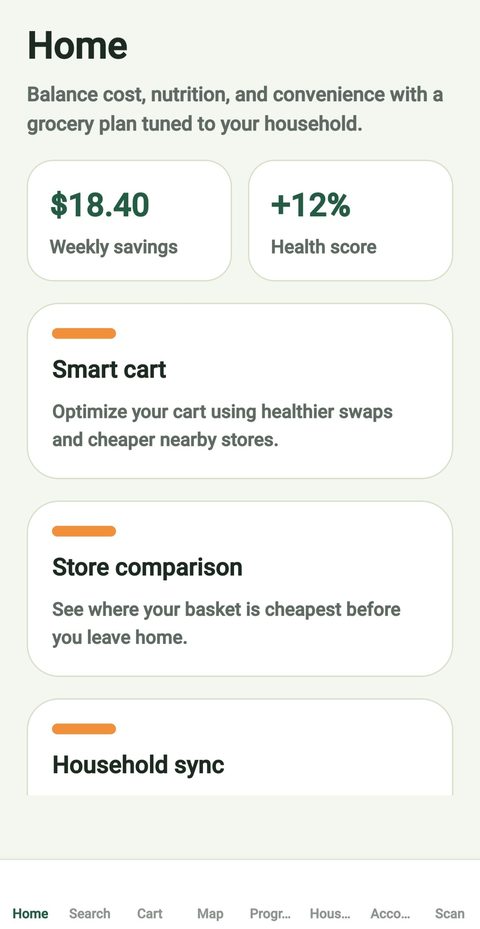 Home
Balance cost, nutrition, and convenience with a
grocery plan tuned to your household.
$18.40
Weekly savings
+12%
Health score
Smart cart
Optimize your cart using healthier swaps
and cheaper nearby stores.
Store comparison
See where your basket is cheapest before
you leave home.
Household sync
Home
Search
Cart
Map
Progr...
Hous...
Acco...
Scan